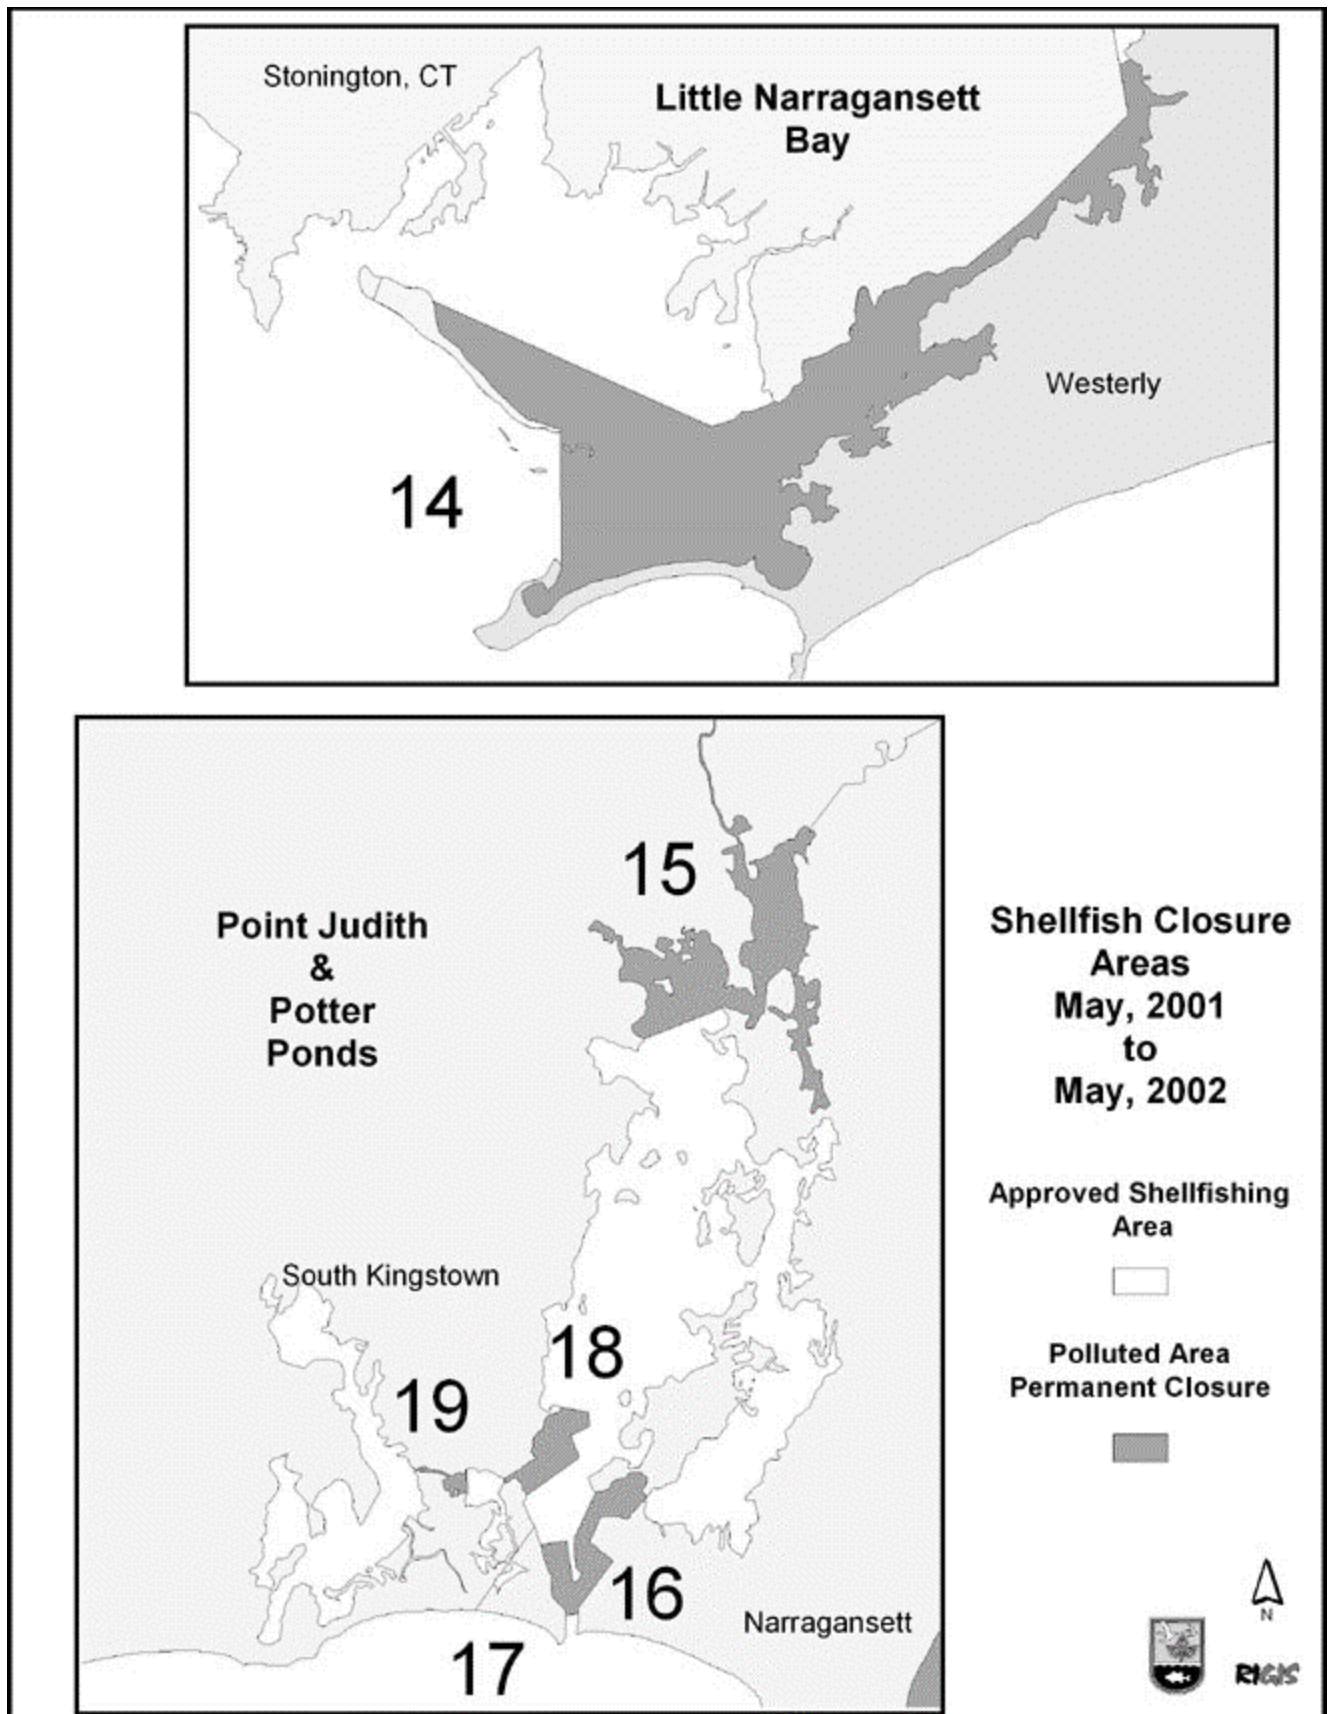 Stonington, CT
Little Narragansett
Bay
Westerly
14
15
Point Judith
&
Potter
Ponds
Shellfish Closure
Areas
May, 2001
to
May, 2002
Approved Shellfishing
Area
South Kingstown
18
Polluted Area
Permanent Closure
19
16
Narragansett
N
17
RIGIS